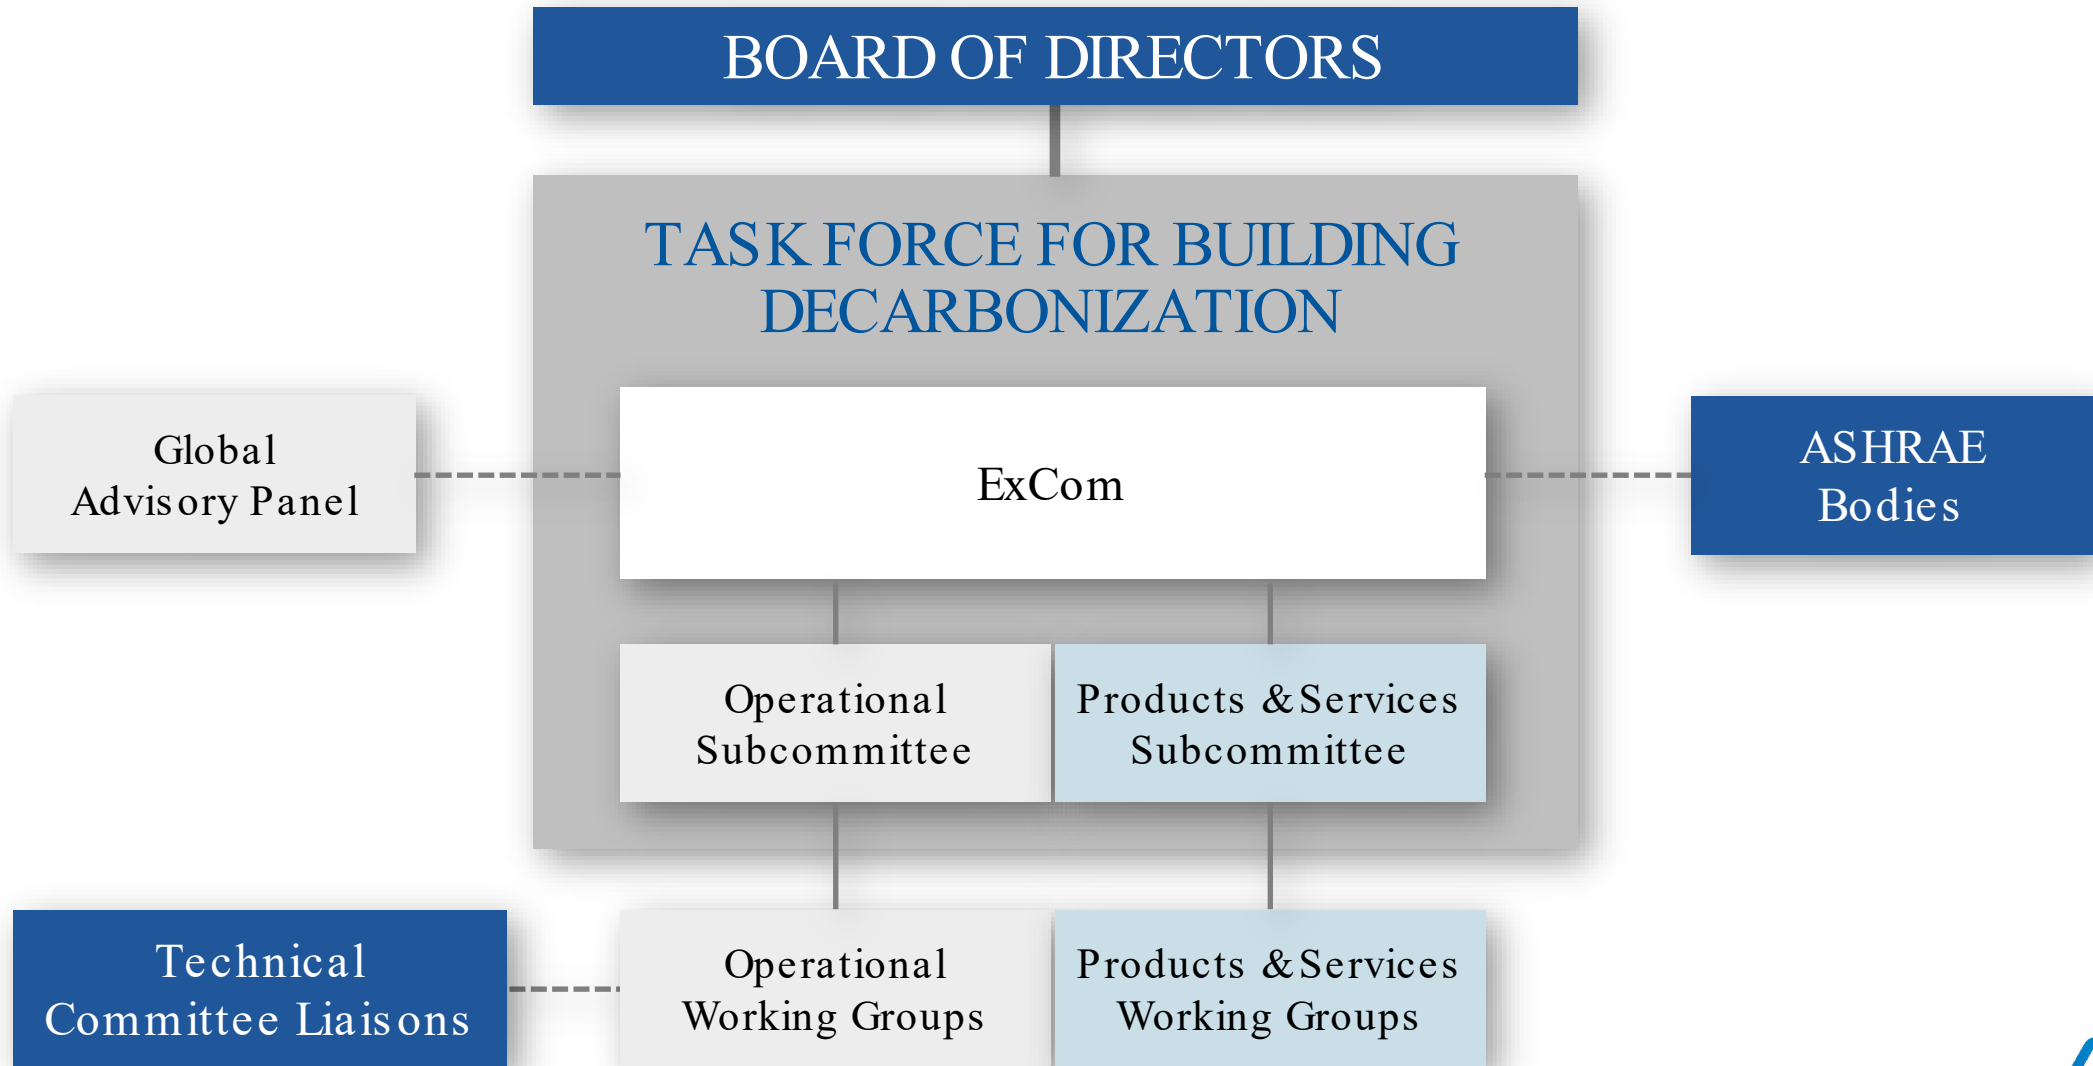 BOARD OF DIRECTORS
TASK FORCE FOR BUILDING
DECARBONIZATION
Global
Advisory Panel
ExCom
ASHRAE
Bodies
Operational
Subcommittee
Products & Services
Subcommittee
Technical
Committee Liaisons
Operational
Working Groups
Products & Services
Working Groups